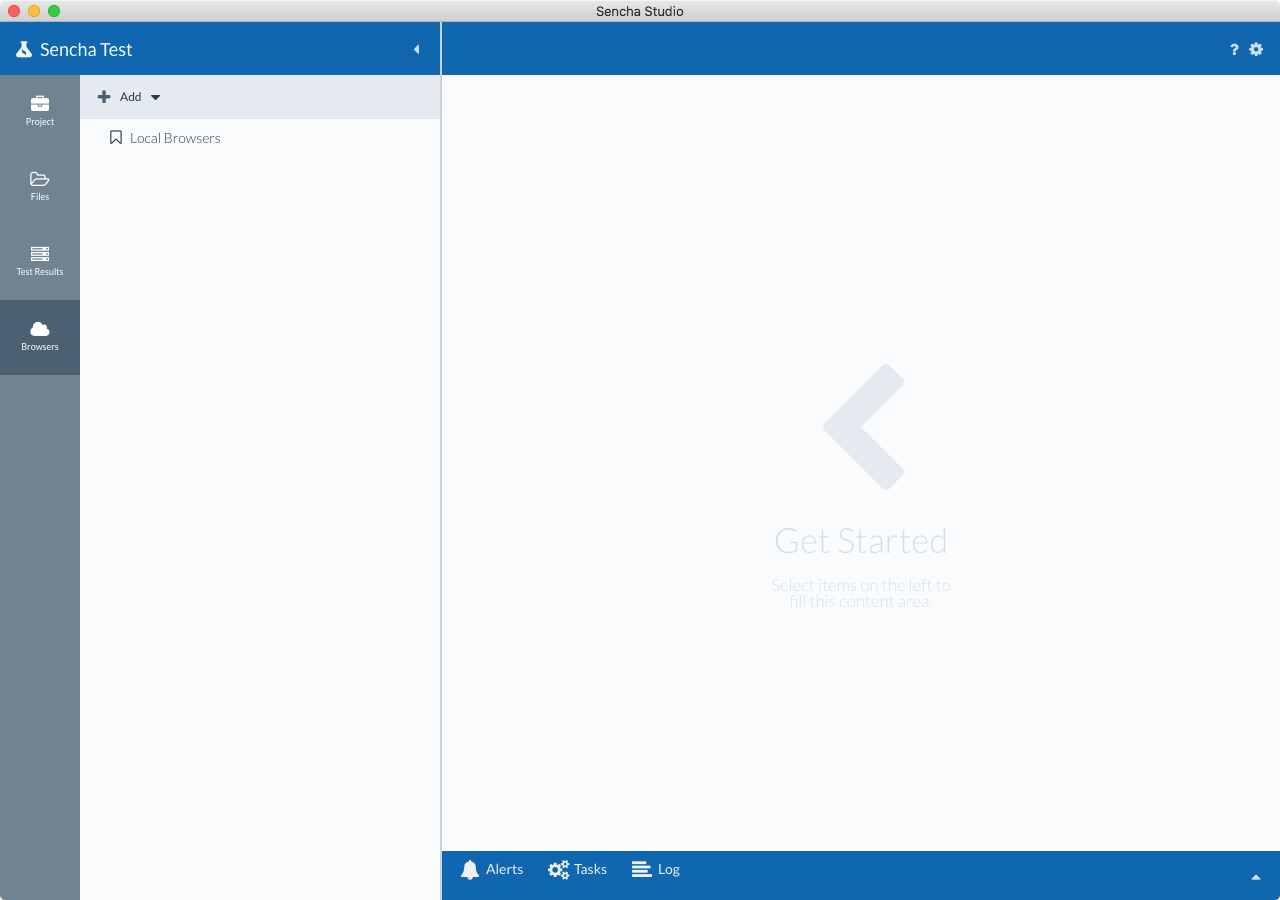 Sencha Studio
Sencha Test
?
Project
Files
Test Results
Browsers
Add
Local Browsers
Get Started
Select items on the left to
fill this content area.
Alerts
Tasks
Log